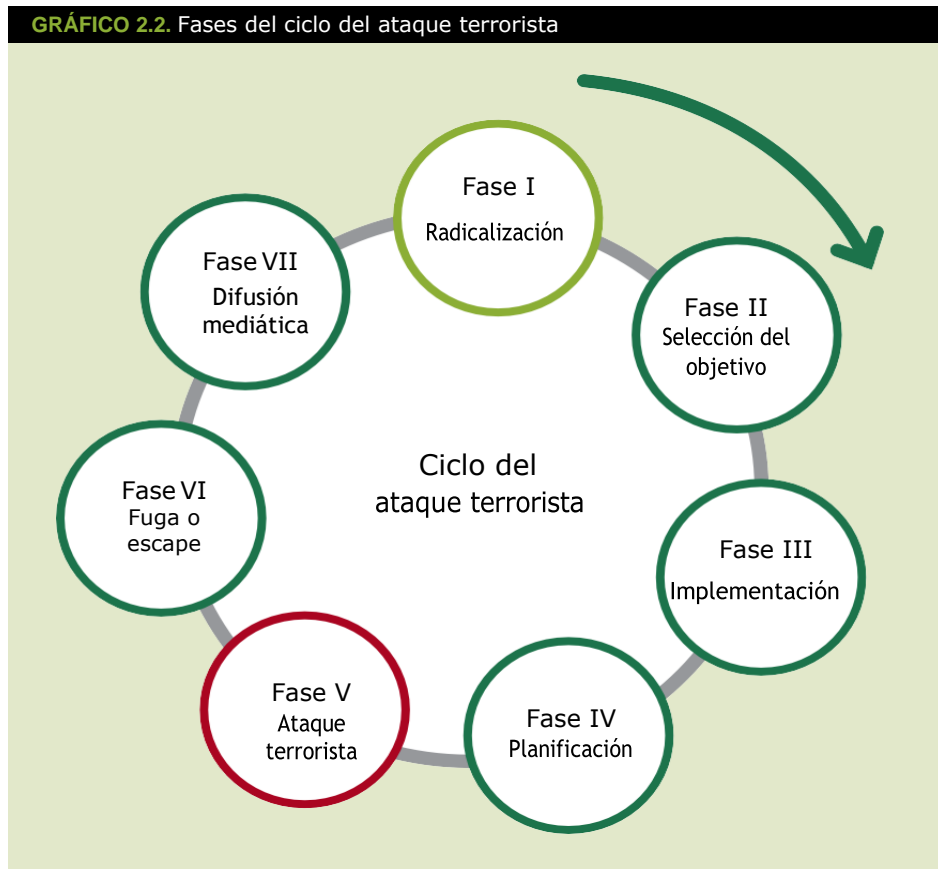 GRÁFICO 2.2. Fases del ciclo del ataque terrorista
Fase I
Radicalización
Fase II
Selección del
objetivo
Fase III
Implementación
Fase IV
Planificación
Fase V
Ataque
terrorista
Fase VI
Fuga o
escape
Fase VII
Difusión
mediática
Ciclo del
ataque terrorista